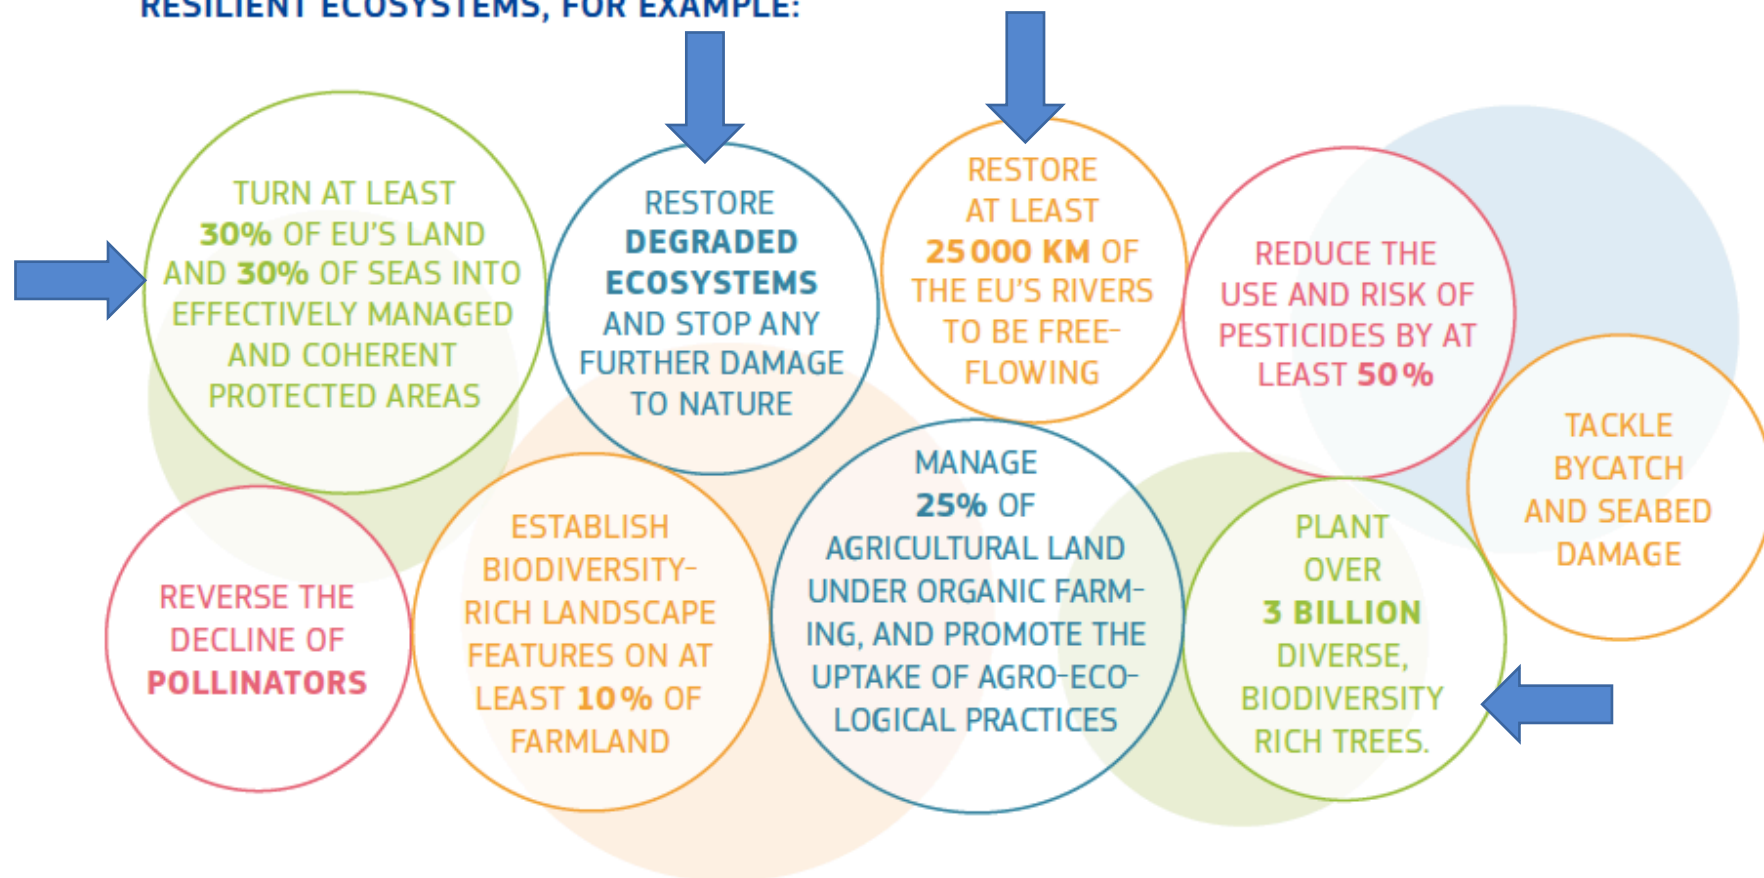 RESILIENT ECOSYSTEMS, FOR EXAMPLE:
TURN AT LEAST
30% OF EU'S LAND
AND 30% OF SEAS INTO
EFFECTIVELY MANAGED
AND COHERENT
PROTECTED AREAS
RESTORE
DEGRADED
ECOSYSTEMS
AND STOP ANY
FURTHER DAMAGE
TO NATURE
RESTORE
AT LEAST
25 000 KM OF
THE EU'S RIVERS
TO BE FREE-
FLOWING
REDUCE THE
USE AND RISK OF
PESTICIDES BY AT
LEAST 50%
TACKLE
BYCATCH
AND SEABED
DAMAGE
REVERSE THE
DECLINE OF
POLLINATORS
ESTABLISH
BIODIVERSITY-
RICH LANDSCAPE
FEATURES ON AT
LEAST 10% OF
FARMLAND
MANAGE
25% OF
AGRICULTURAL LAND
UNDER ORGANIC FARM-
ING, AND PROMOTE THE
UPTAKE OF AGRO-ECO-
LOGICAL PRACTICES
PLANT
OVER
3 BILLION
DIVERSE,
BIODIVERSITY
RICH TREES.